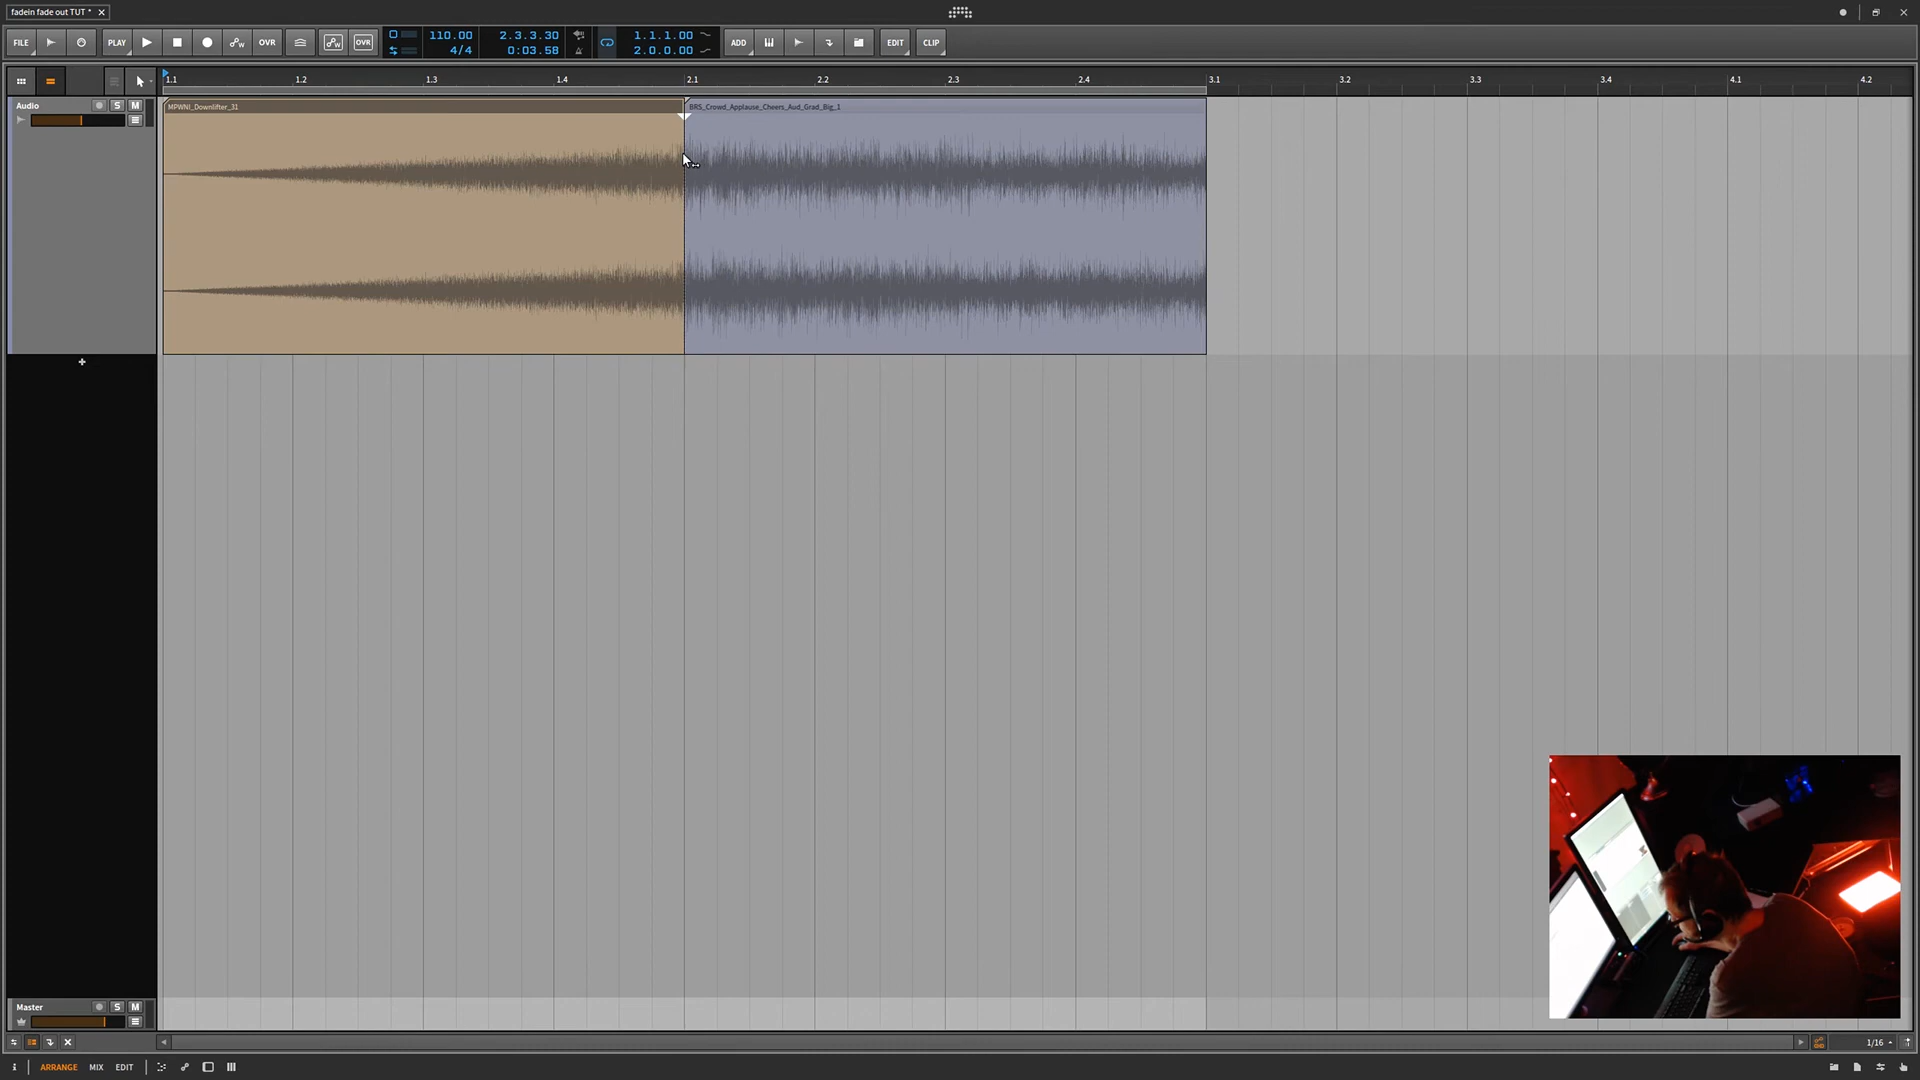 fadein fade out TUT *
FILE PLAY OVR OVR 110.00 2.3.3.30 1.1.1.00 ADD EDIT CLIP
4/4 0:03.58 2.0.0.00
1.1 1.2 1.3 1.4 2.1 2.2 2.3 2.4 3.1 3.2 3.3 3.4 4.1 4.2
Audio S M
MPWNI_Downlifter_31 BRS_Crowd_Applause_Cheers_Aud_Grad_Big_1
Master S M
1/16
i ARRANGE MIX EDIT